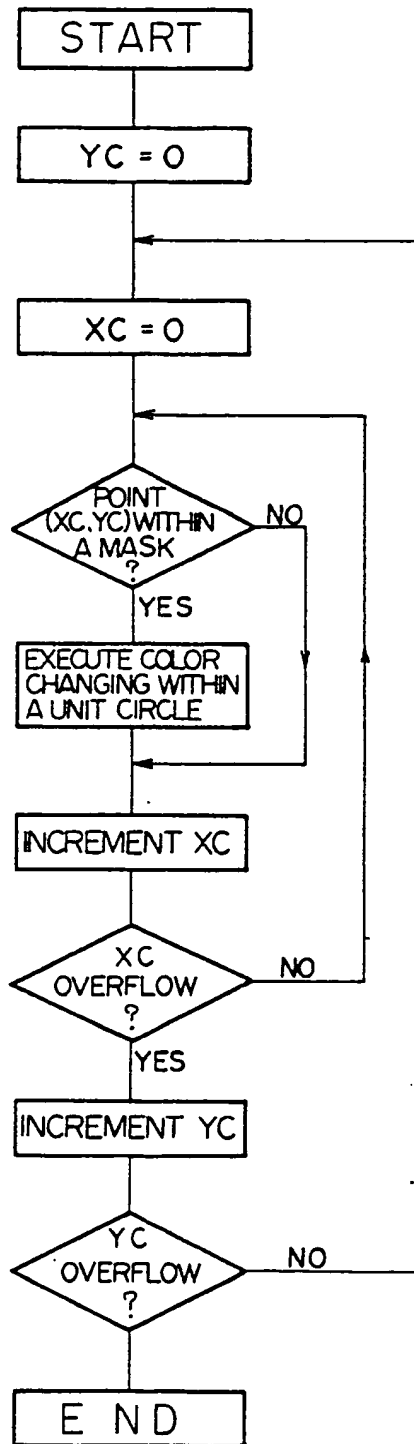 START
YC = 0
XC = 0
POINT
(XC.YC) WITHIN
A MASK
?
NO
YES
EXECUTE COLOR
CHANGING WITHIN
A UNIT CIRCLE
INCREMENT XC
XC
OVERFLOW
?
NO
YES
INCREMENT YC
YC
OVERFLOW
?
NO
END